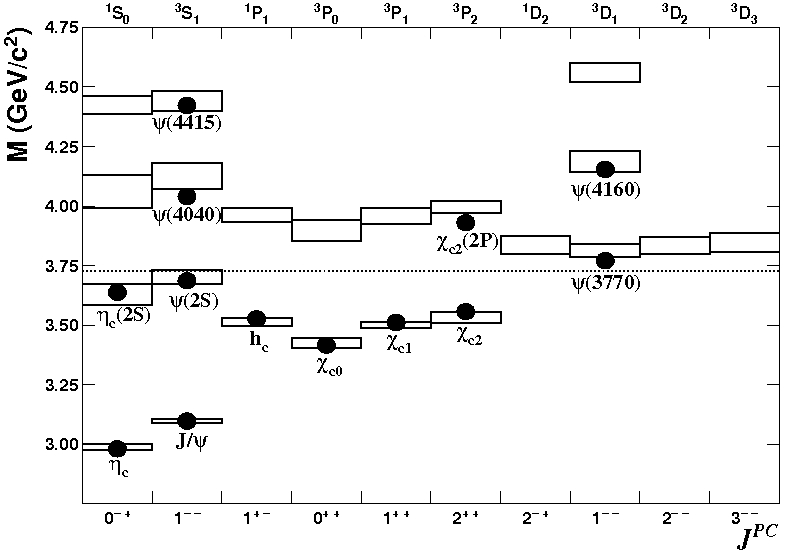 ¹S₀ ³S₁ ¹P₁ ³P₀ ³P₁ ³P₂ ¹D₂ ³D₁ ³D₂ ³D₃
M (GeV/c²)
4.75
4.50
ψ(4415)
4.25
ψ(4160)
4.00
ψ(4040)
χc2(2P)
3.75
ψ(3770)
ηc(2S) ψ(2S)
3.50
hc χc0 χc1 χc2
3.25
J/ψ
3.00
ηc
0⁻⁺ 1⁻⁻ 1⁺⁻ 0⁺⁺ 1⁺⁺ 2⁺⁺ 2⁻⁺ 1⁻⁻ 2⁻⁻ 3⁻⁻
J^PC